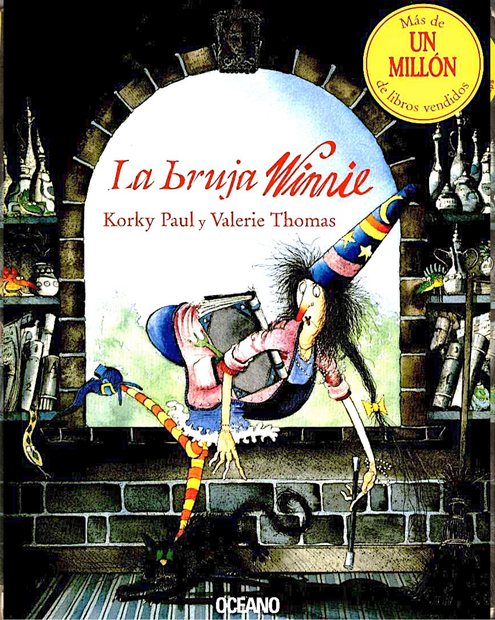 Más de
UN
MILLÓN
de libros vendidos
La bruja Winnie
Korky Paul y Valerie Thomas
OCEANO